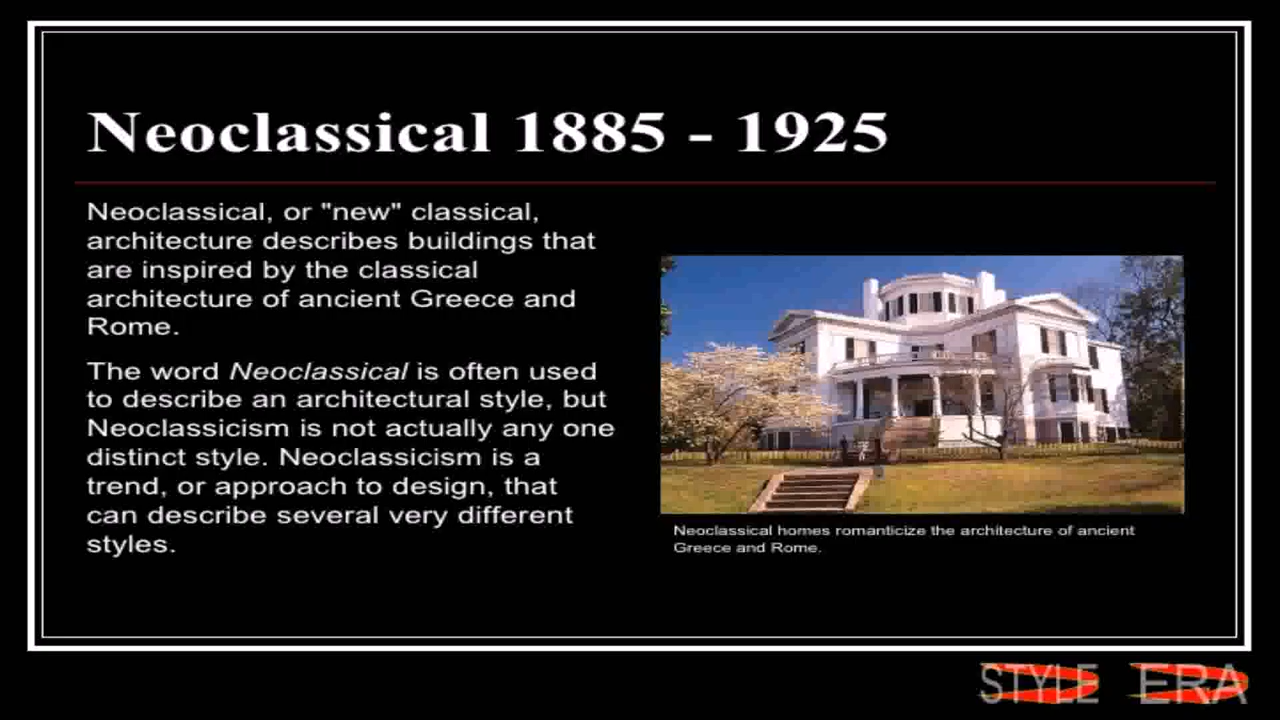 Neoclassical 1885 - 1925
Neoclassical, or "new" classical,
architecture describes buildings that
are inspired by the classical
architecture of ancient Greece and
Rome.
The word Neoclassical is often used
to describe an architectural style, but
Neoclassicism is not actually any one
distinct style. Neoclassicism is a
trend, or approach to design, that
can describe several very different
styles.
Neoclassical homes romanticize the architecture of ancient
Greece and Rome.
STYLE ERA